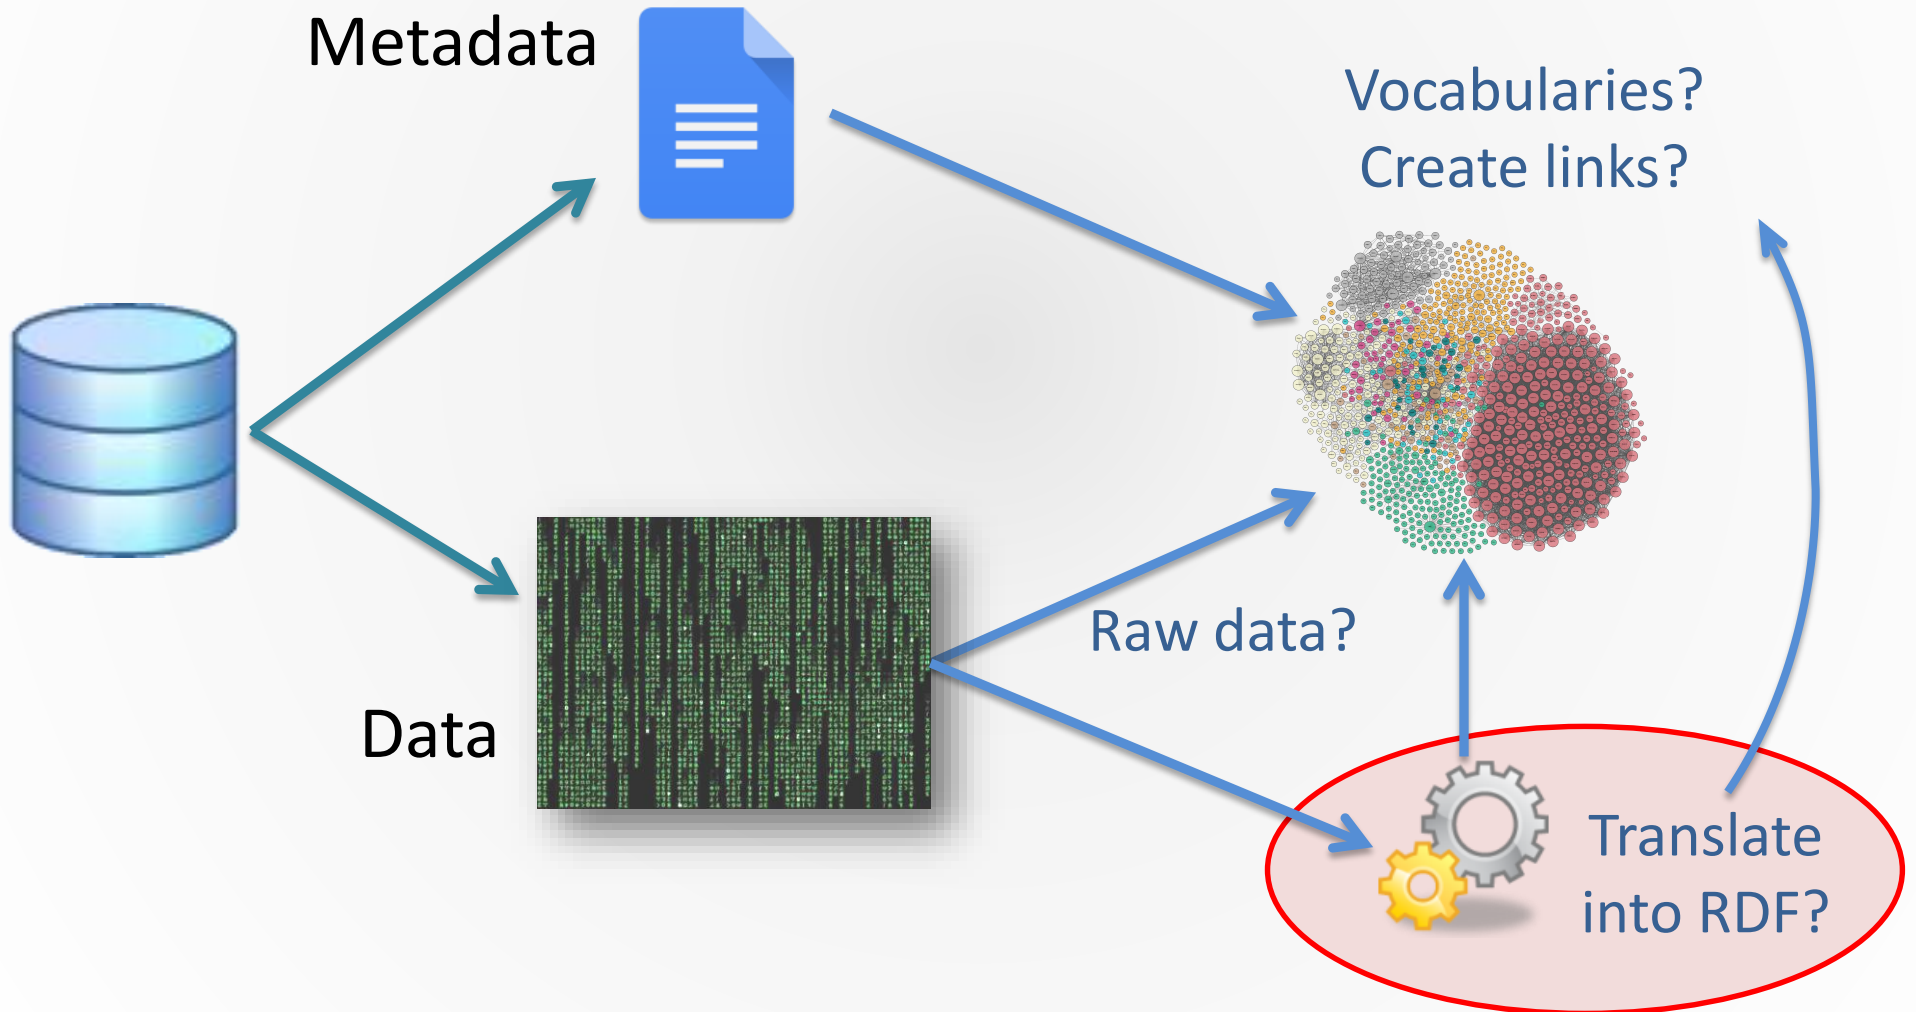 Metadata
Vocabularies?
Create links?
Raw data?
Data
Translate
into RDF?